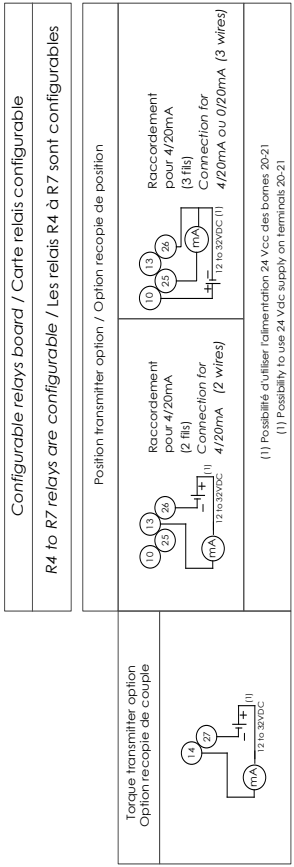 Configurable relays board / Carte relais configurable
R4 to R7 relays are configurable / Les relais R4 à R7 sont configurables
Torque transmitter option
Option recopie de couple
14
27
mA
(1)
12 to 32VDC
Position transmitter option / Option recopie de position
10
13
25
26
mA
(1)
12 to 32VDC
Raccordement
pour 4/20mA
(2 fils)
Connection for
4/20mA (2 wires)
10
13
25
26
mA
12 to 32VDC (1)
Raccordement
pour 4/20mA
(3 fils)
Connection for
4/20mA ou 0/20mA (3 wires)
(1) Possibilité d'utiliser l'alimentation 24 Vcc des bornes 20-21
(1) Possibility to use 24 Vdc supply on terminals 20-21